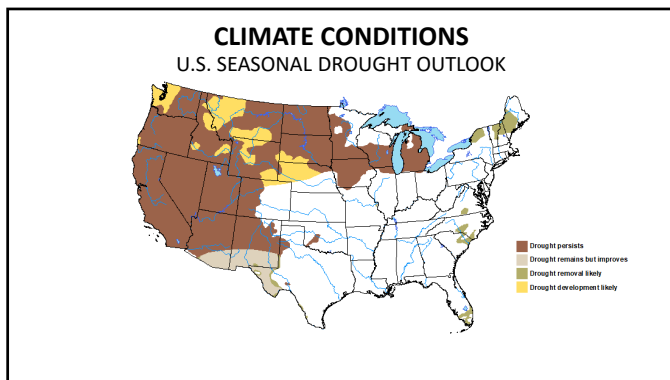 CLIMATE CONDITIONS
U.S. SEASONAL DROUGHT OUTLOOK
Drought persists
Drought remains but improves
Drought removal likely
Drought development likely